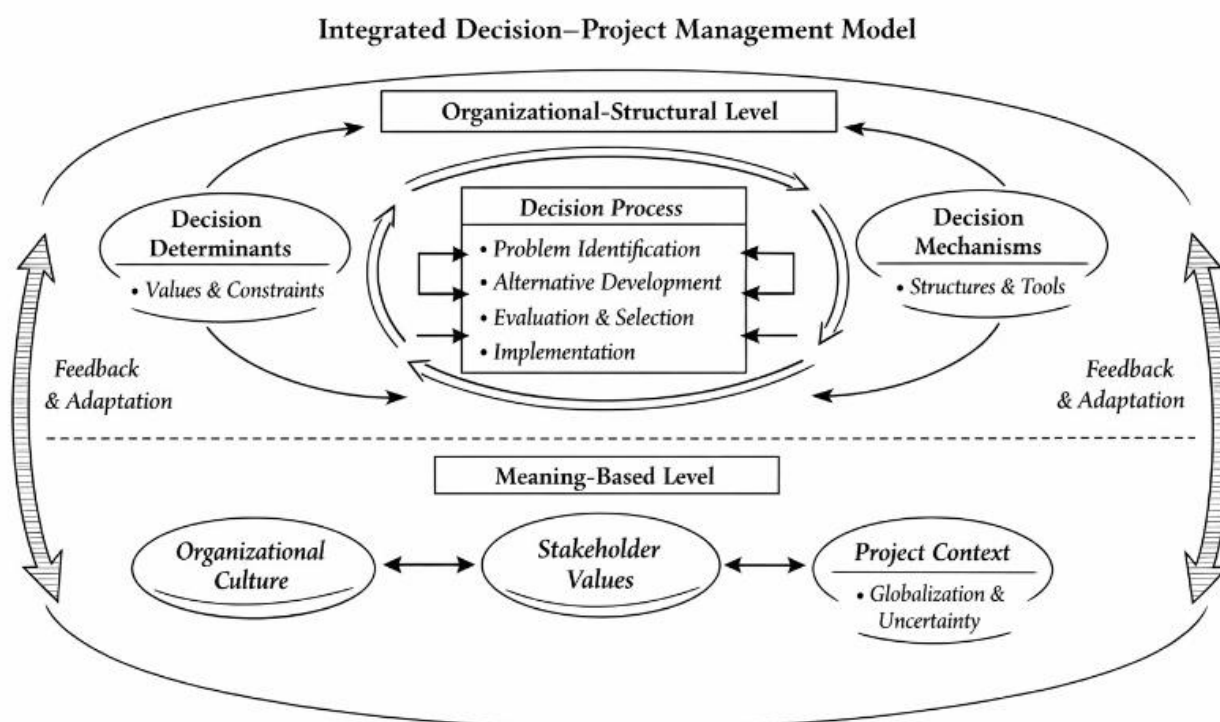 Integrated Decision–Project Management Model
Organizational-Structural Level
Decision
Determinants
• Values & Constraints
Decision Process
• Problem Identification
• Alternative Development
• Evaluation & Selection
• Implementation
Decision
Mechanisms
• Structures & Tools
Feedback
& Adaptation
Feedback
& Adaptation
Meaning-Based Level
Organizational
Culture
Stakeholder
Values
Project Context
• Globalization &
Uncertainty